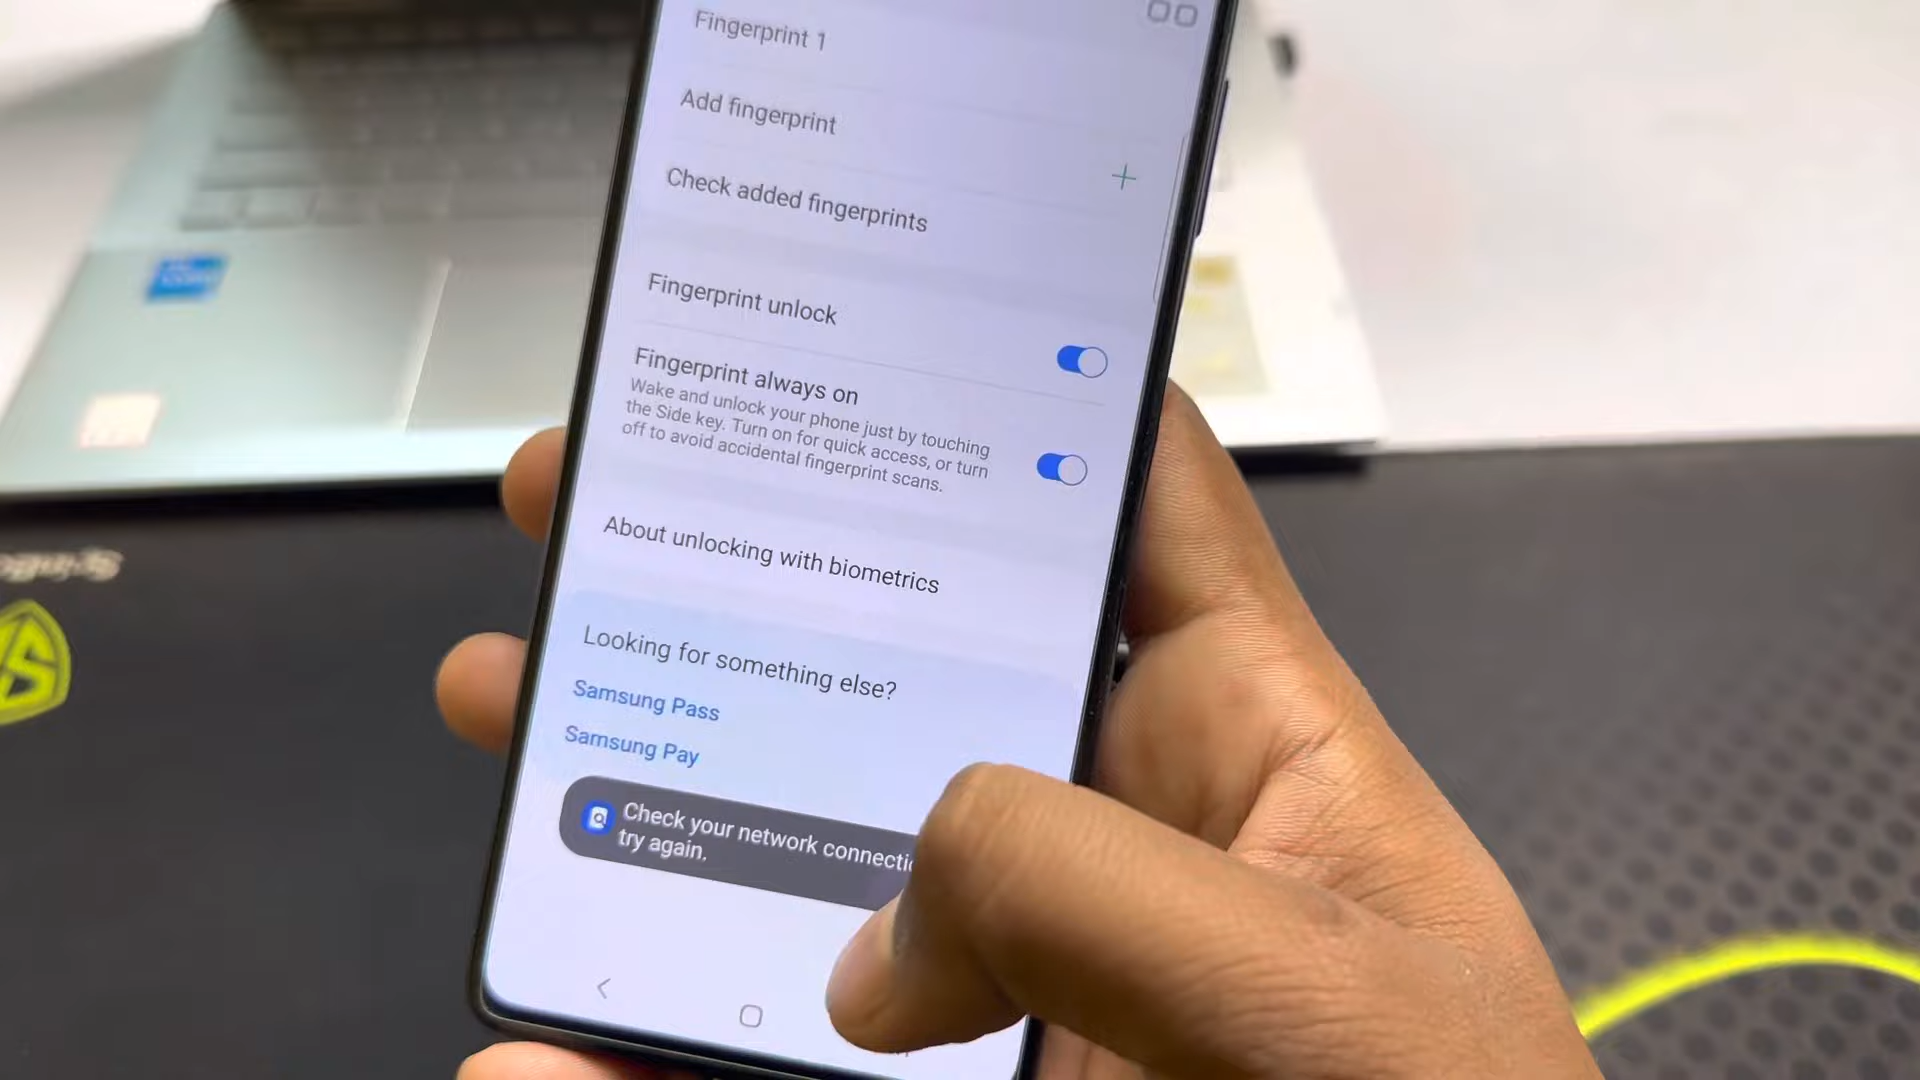 Fingerprint 1
Add fingerprint
Check added fingerprints
Fingerprint unlock
Fingerprint always on
Wake and unlock your phone just by touching
the Side key. Turn on for quick access, or turn
off to avoid accidental fingerprint scans.
About unlocking with biometrics
Looking for something else?
Samsung Pass
Samsung Pay
Check your network
try again.